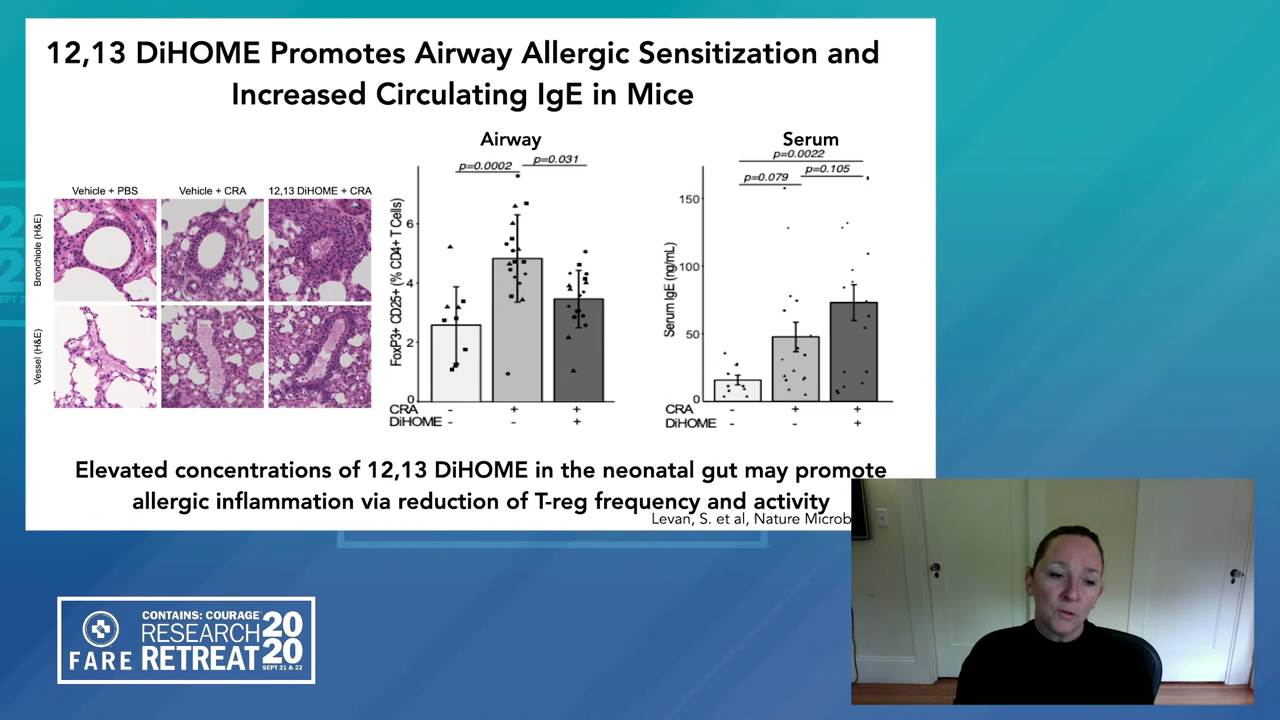 12,13 DiHOME Promotes Airway Allergic Sensitization and
Increased Circulating IgE in Mice
Vehicle + PBS
Vehicle + CRA
12,13 DiHOME + CRA
Bronchiole (H&E)
Vessel (H&E)
Airway
p=0.0002
p=0.031
FoxP3+ CD25+ (% CD4+ T Cells)
6
4
2
0
CRA - + +
DiHOME - - +
Serum
p=0.0022
p=0.079
p=0.105
Serum IgE (ng/mL)
150
100
50
0
CRA - + +
DiHOME - - +
Elevated concentrations of 12,13 DiHOME in the neonatal gut may promote
allergic inflammation via reduction of T-reg frequency and activity
Levan, S. et al, Nature Microb
CONTAINS: COURAGE
RESEARCH
RETREAT
2020
SEPT 21 & 22
FARE